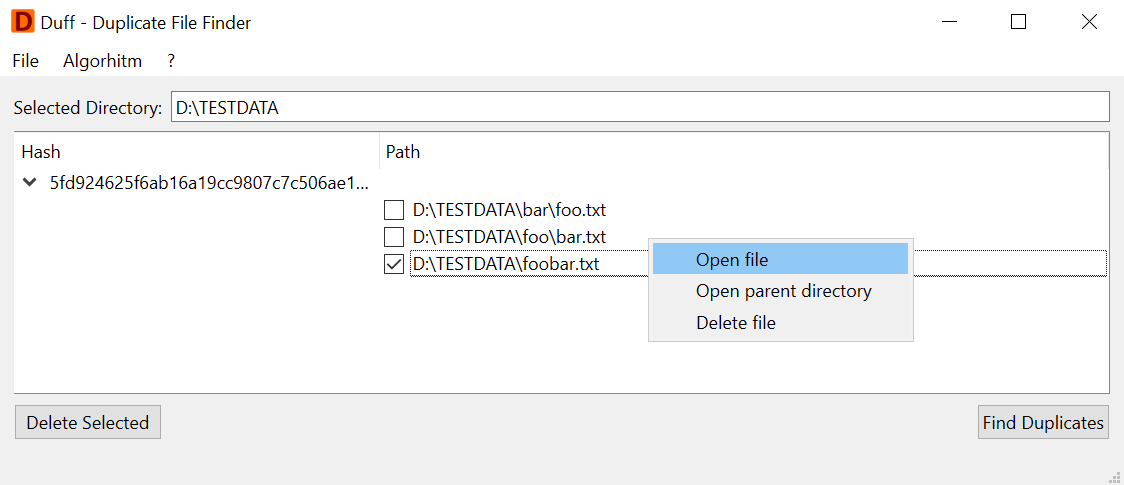 D Duff - Duplicate File Finder
File Algorhitm ?
Selected Directory: D:\TESTDATA
Hash Path
5fd924625f6ab16a19cc9807c7c506ae1...
D:\TESTDATA\bar\foo.txt
D:\TESTDATA\foo\bar.txt
D:\TESTDATA\foobar.txt
Open file
Open parent directory
Delete file
Delete Selected Find Duplicates